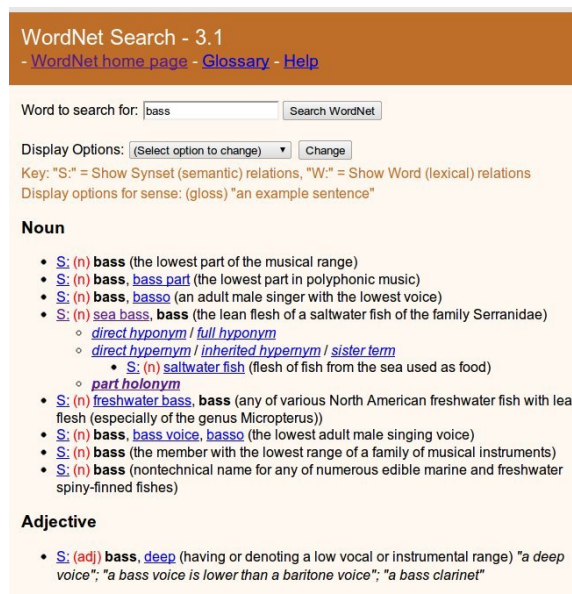 WordNet Search - 3.1
- WordNet home page - Glossary - Help
Word to search for: bass Search WordNet
Display Options: (Select option to change) Change
Key: "S:" = Show Synset (semantic) relations, "W:" = Show Word (lexical) relations
Display options for sense: (gloss) "an example sentence"
Noun
• S: (n) bass (the lowest part of the musical range)
• S: (n) bass, bass part (the lowest part in polyphonic music)
• S: (n) bass, basso (an adult male singer with the lowest voice)
• S: (n) sea bass, bass (the lean flesh of a saltwater fish of the family Serranidae)
○ direct hyponym / full hyponym
○ direct hypernym / inherited hypernym / sister term
• S: (n) saltwater fish (flesh of fish from the sea used as food)
○ part holonym
• S: (n) freshwater bass, bass (any of various North American freshwater fish with lea
flesh (especially of the genus Micropterus))
• S: (n) bass, bass voice, basso (the lowest adult male singing voice)
• S: (n) bass (the member with the lowest range of a family of musical instruments)
• S: (n) bass (nontechnical name for any of numerous edible marine and freshwater
spiny-finned fishes)
Adjective
• S: (adj) bass, deep (having or denoting a low vocal or instrumental range) "a deep
voice"; "a bass voice is lower than a baritone voice"; "a bass clarinet"